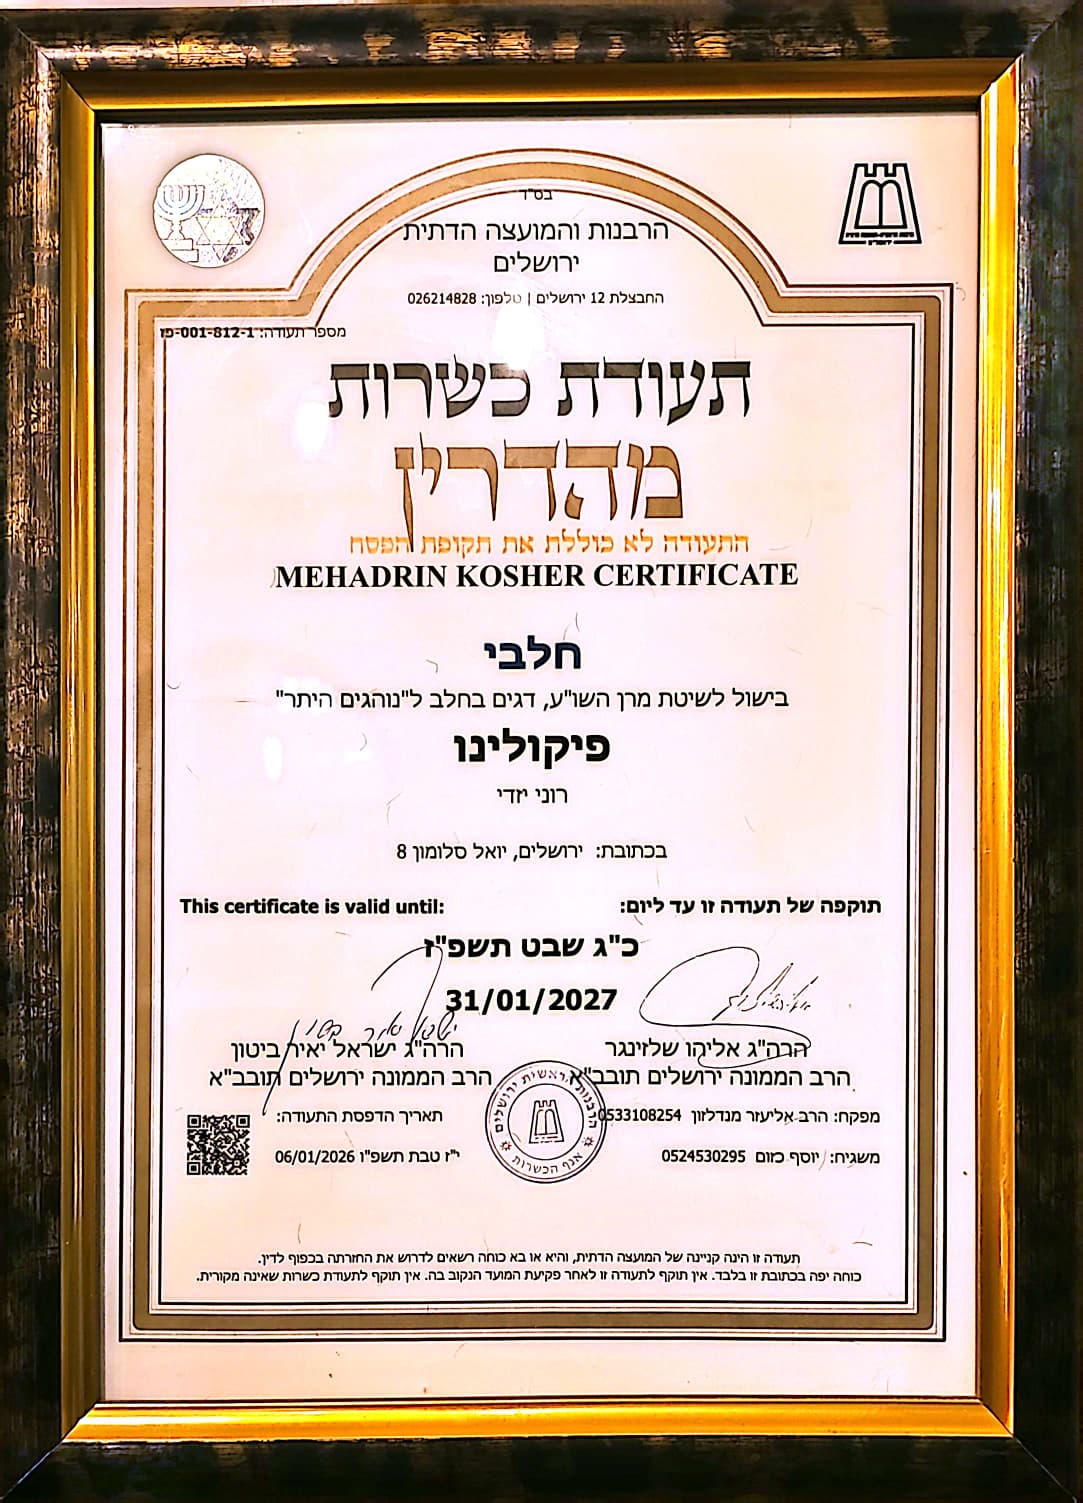 בס"ד
הרבנות והמועצה הדתית
ירושלים
החבצלת 12 ירושלים | טלפון: 026214828
מספר תעודה: 001-812-1-פז
תעודת כשרות
מהדרין
התעודה לא כוללת את תקופת הפסח
MEHADRIN KOSHER CERTIFICATE
חלבי
בישול לשיטת מרן השו"ע, דגים בחלב ל"נוהגים היתר"
פיקולינו
רוני יזדי
בכתובת: ירושלים, יואל סלומון 8
תוקפה של תעודה זו עד ליום:
This certificate is valid until:
כ"ג שבט תשפ"ז
31/01/2027
הרה"ג אליהו שלזינגר
הרב הממונה ירושלים תובב"א
הרה"ג ישראל יאיר ביטון
הרב הממונה ירושלים תובב"א
מפקח: הרב אליעזר מנדלזון 0533108254
משגיח: יוסף כזום 0524530295
תאריך הדפסת התעודה:
י"ז טבת תשפ"ו 06/01/2026
הרבנות הראשית ירושלים
אגף הכשרות
תעודה זו הינה קניינה של המועצה הדתית, והיא או בא כוחה רשאים לדרוש את החזרתה בכפוף לדין.
כוחה יפה בכתובת זו בלבד. אין תוקף לתעודה זו לאחר פקיעת המועד הנקוב בה. אין תוקף לתעודת כשרות שאינה מקורית.